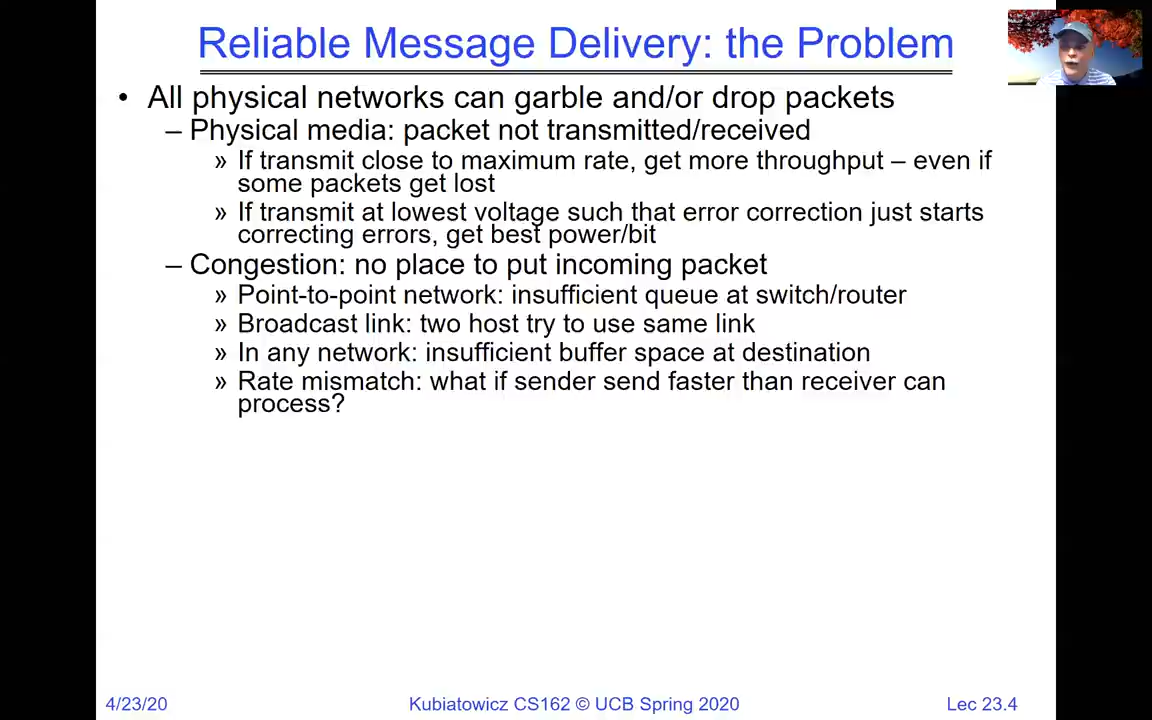 Reliable Message Delivery: the Problem
• All physical networks can garble and/or drop packets
– Physical media: packet not transmitted/received
» If transmit close to maximum rate, get more throughput – even if
some packets get lost
» If transmit at lowest voltage such that error correction just starts
correcting errors, get best power/bit
– Congestion: no place to put incoming packet
» Point-to-point network: insufficient queue at switch/router
» Broadcast link: two host try to use same link
» In any network: insufficient buffer space at destination
» Rate mismatch: what if sender send faster than receiver can
process?
4/23/20
Kubiatowicz CS162 © UCB Spring 2020
Lec 23.4